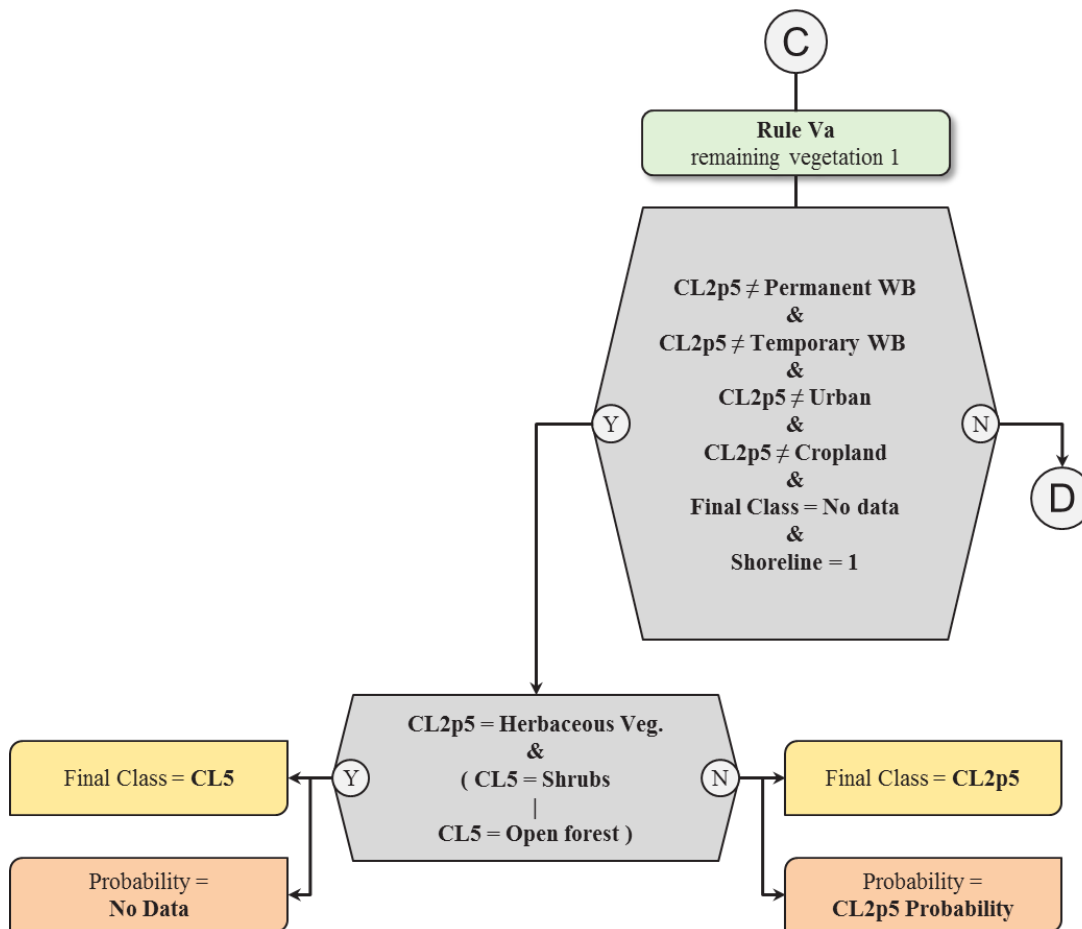 C
Rule Va
remaining vegetation 1
CL2p5 ≠ Permanent WB
&
CL2p5 ≠ Temporary WB
&
CL2p5 ≠ Urban
&
CL2p5 ≠ Cropland
&
Final Class = No data
&
Shoreline = 1
Y
N
D
CL2p5 = Herbaceous Veg.
&
( CL5 = Shrubs
|
CL5 = Open forest )
Y
N
Final Class = CL5
Probability =
No Data
Final Class = CL2p5
Probability =
CL2p5 Probability